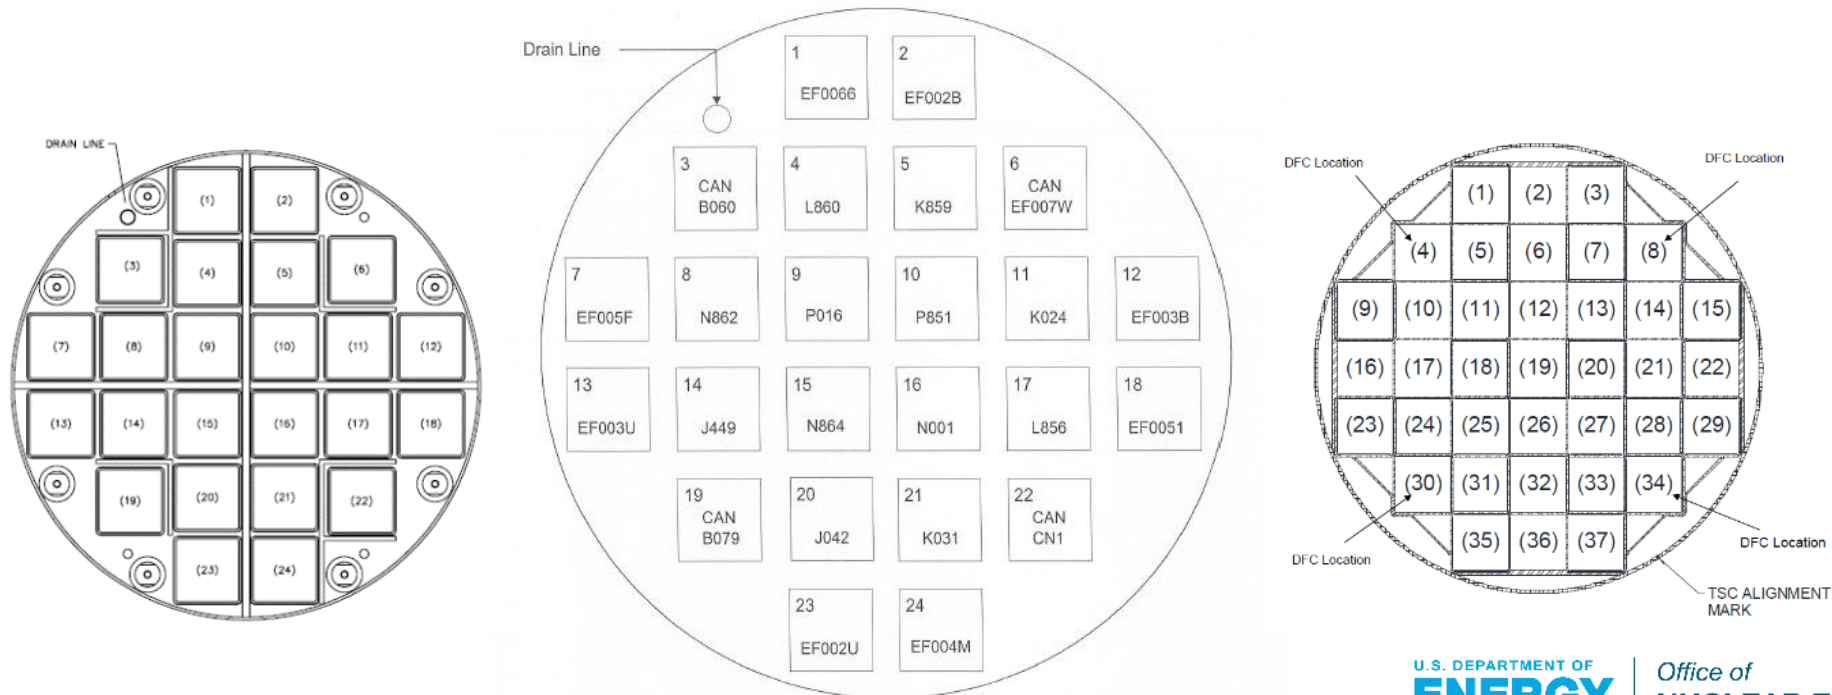 DRAIN LINE
(1) (2)
(3) (4) (5) (6)
(7) (8) (9) (10) (11) (12)
(13) (14) (15) (16) (17) (18)
(19) (20) (21) (22)
(23) (24)
Drain Line
1
EF0066
2
EF002B
3
CAN
B060
4
L860
5
K859
6
CAN
EF007W
7
EF005F
8
N862
9
P016
10
P851
11
K024
12
EF003B
13
EF003U
14
J449
15
N864
16
N001
17
L856
18
EF0051
19
CAN
B079
20
J042
21
K031
22
CAN
CN1
23
EF002U
24
EF004M
DFC Location
DFC Location
(1) (2) (3)
(4) (5) (6) (7) (8)
(9) (10) (11) (12) (13) (14) (15)
(16) (17) (18) (19) (20) (21) (22)
(23) (24) (25) (26) (27) (28) (29)
(30) (31) (32) (33) (34)
(35) (36) (37)
DFC Location
DFC Location
TSC ALIGNMENT
MARK
U.S. DEPARTMENT OF
ENERGY
Office of